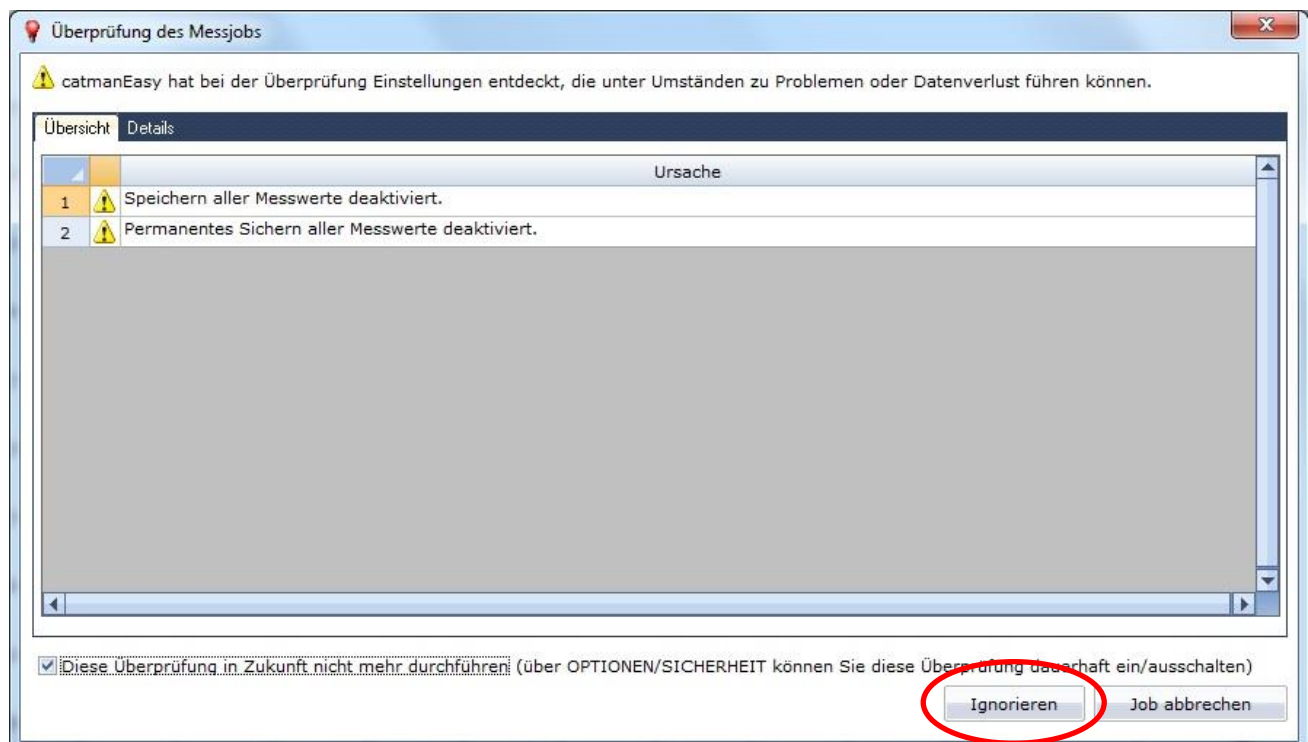 Überprüfung des Messjobs
catmanEasy hat bei der Überprüfung Einstellungen entdeckt, die unter Umständen zu Problemen oder Datenverlust führen können.
Übersicht Details
Ursache
1 Speichern aller Messwerte deaktiviert.
2 Permanentes Sichern aller Messwerte deaktiviert.
Diese Überprüfung in Zukunft nicht mehr durchführen (über OPTIONEN/SICHERHEIT können Sie diese Überprüfung dauerhaft ein/ausschalten)
Ignorieren Job abbrechen